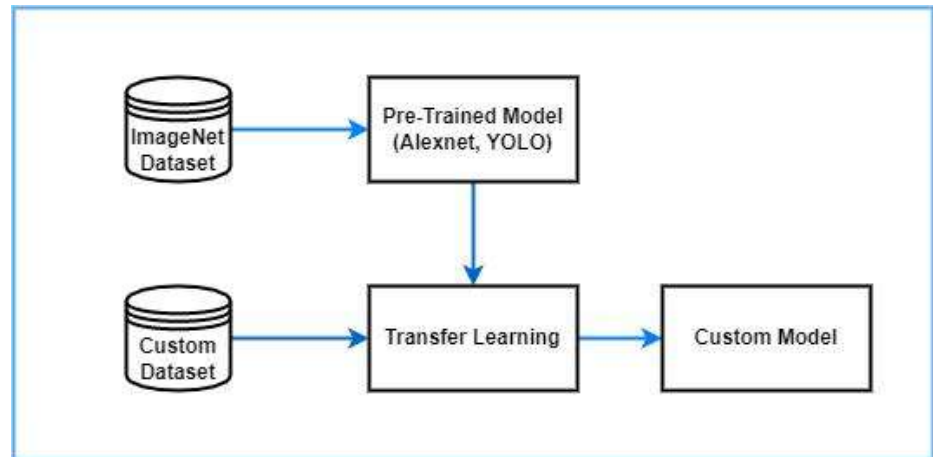 ImageNet
Dataset
Pre-Trained Model
(Alexnet, YOLO)
Custom
Dataset
Transfer Learning
Custom Model